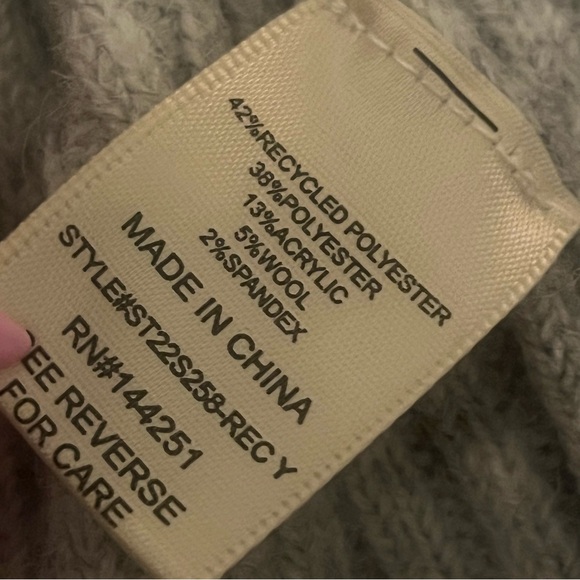 42%RECYCLED POLYESTER
38%POLYESTER
13%ACRYLIC
5%WOOL
2%SPANDEX
MADE IN CHINA
STYLE#ST22S258-RECY
RN#144251
SEE REVERSE
FOR CARE